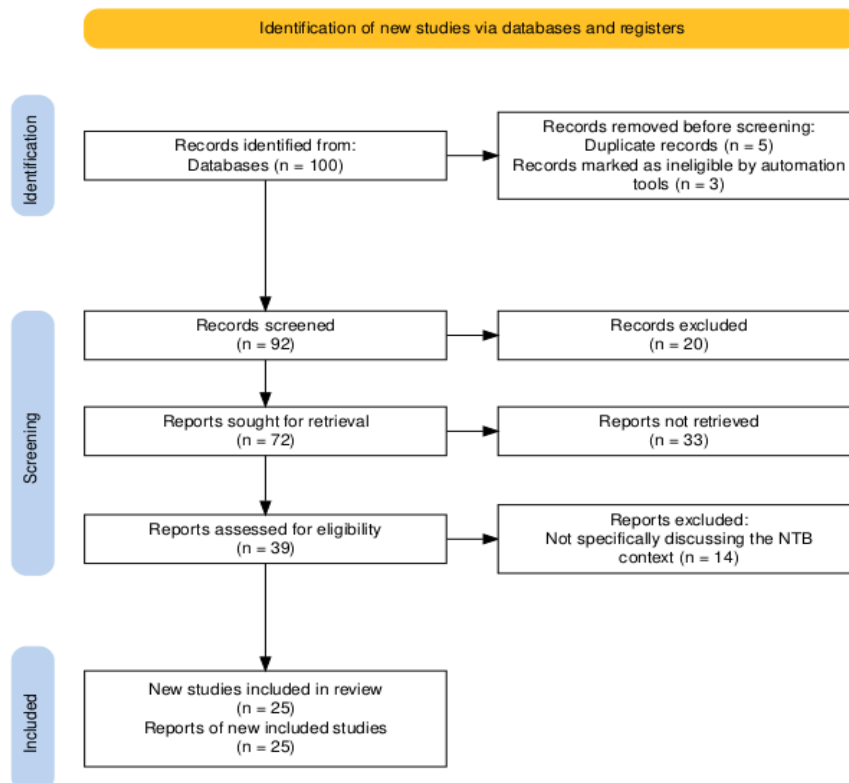 Identification of new studies via databases and registers
Identification
Records identified from:
Databases (n = 100)
Records removed before screening:
Duplicate records (n = 5)
Records marked as ineligible by automation
tools (n = 3)
Screening
Records screened
(n = 92)
Records excluded
(n = 20)
Reports sought for retrieval
(n = 72)
Reports not retrieved
(n = 33)
Reports assessed for eligibility
(n = 39)
Reports excluded:
Not specifically discussing the NTB
context (n = 14)
Included
New studies included in review
(n = 25)
Reports of new included studies
(n = 25)